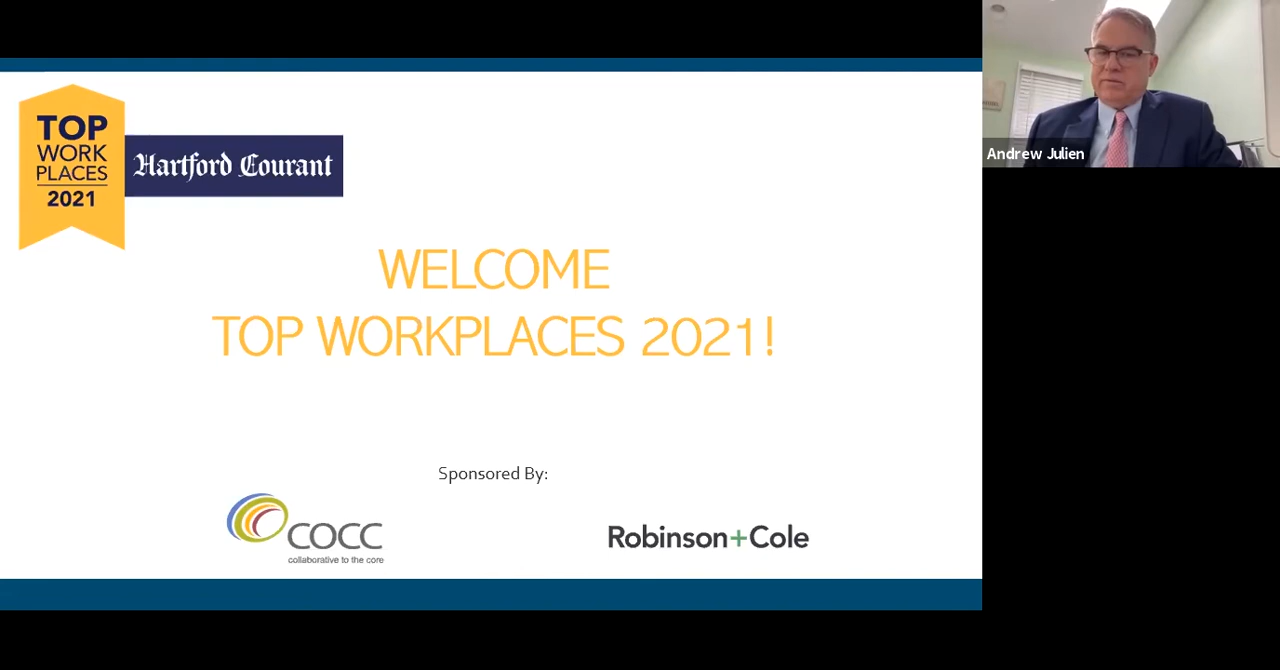 TOP
WORK
PLACES
2021
Hartford Courant
Andrew Julien
WELCOME
TOP WORKPLACES 2021!
Sponsored By:
COCC
collaborative to the core
Robinson+Cole